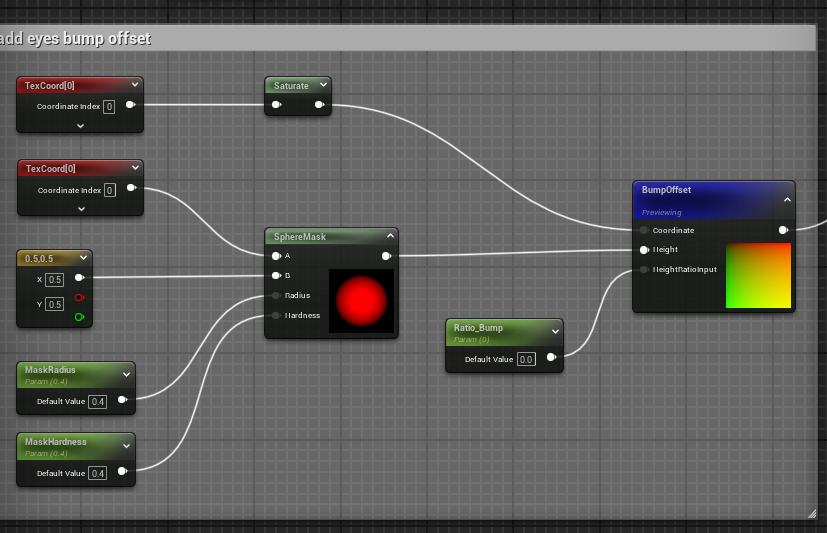 add eyes bump offset
TexCoord[0]
Coordinate Index 0
Saturate
TexCoord[0]
Coordinate Index 0
0.5,0.5
X 0.5
Y 0.5
SphereMask
A
B
Radius
Hardness
BumpOffset
Previewing
Coordinate
Height
HeightRatioInput
Ratio_Bump
Param (0)
Default Value 0.0
MaskRadius
Param (0.4)
Default Value 0.4
MaskHardness
Param (0.4)
Default Value 0.4